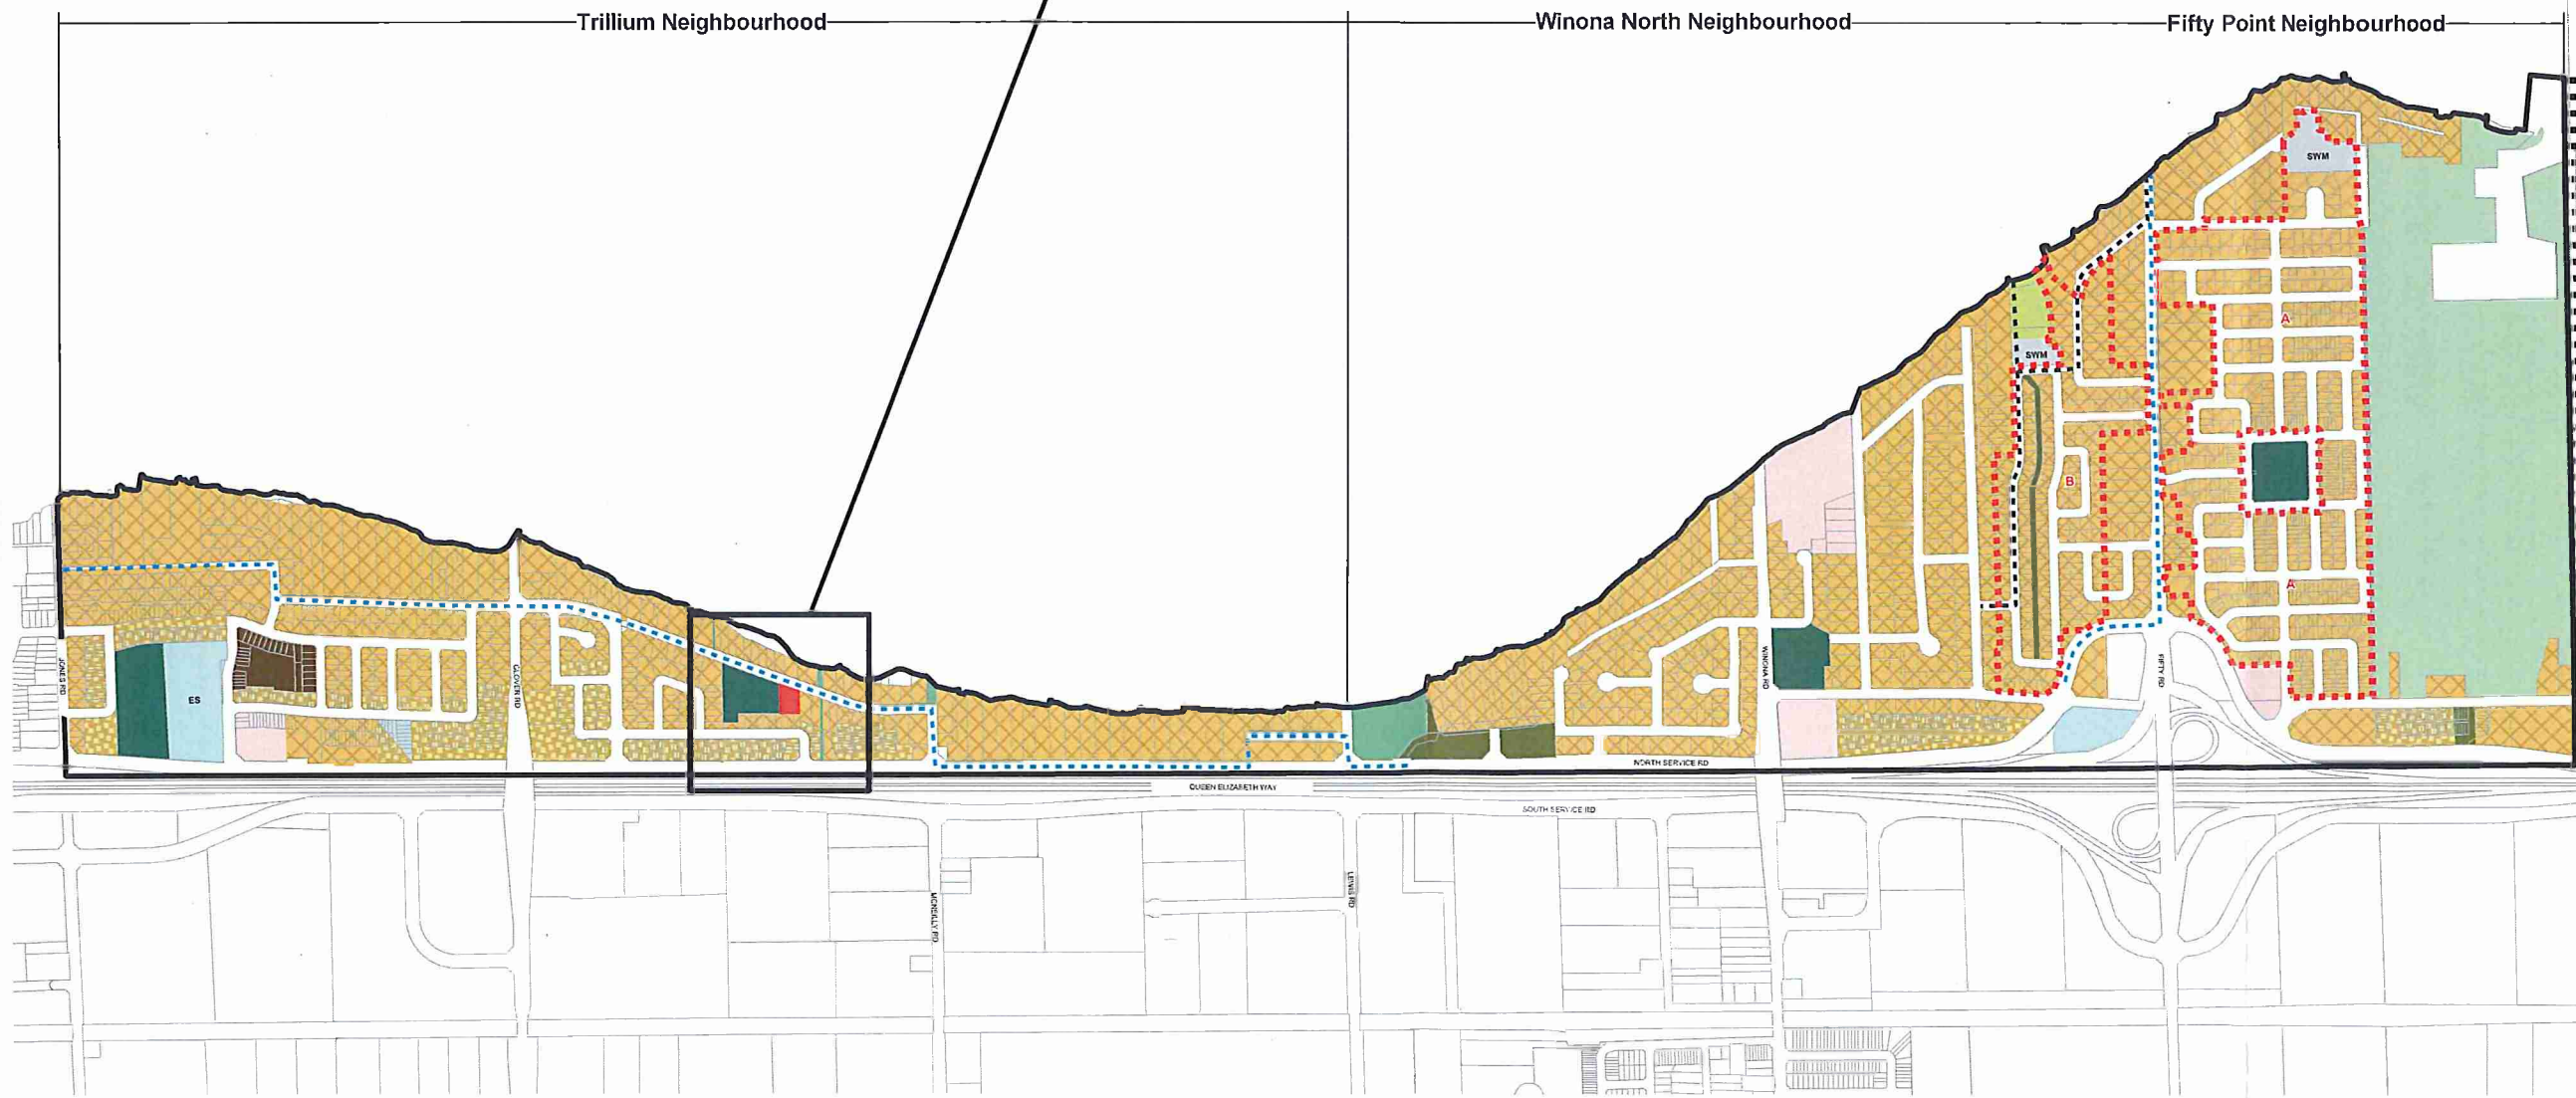 Trillium Neighbourhood
Winona North Neighbourhood
Fifty Point Neighbourhood
SWM
A
SWM
B
A
ES
JONES RD
GLOVER RD
WINONA RD
FIFTY RD
NORTH SERVICE RD
QUEEN ELIZABETH WAY
SOUTH SERVICE RD
MCNEILLY RD
LEWIS RD